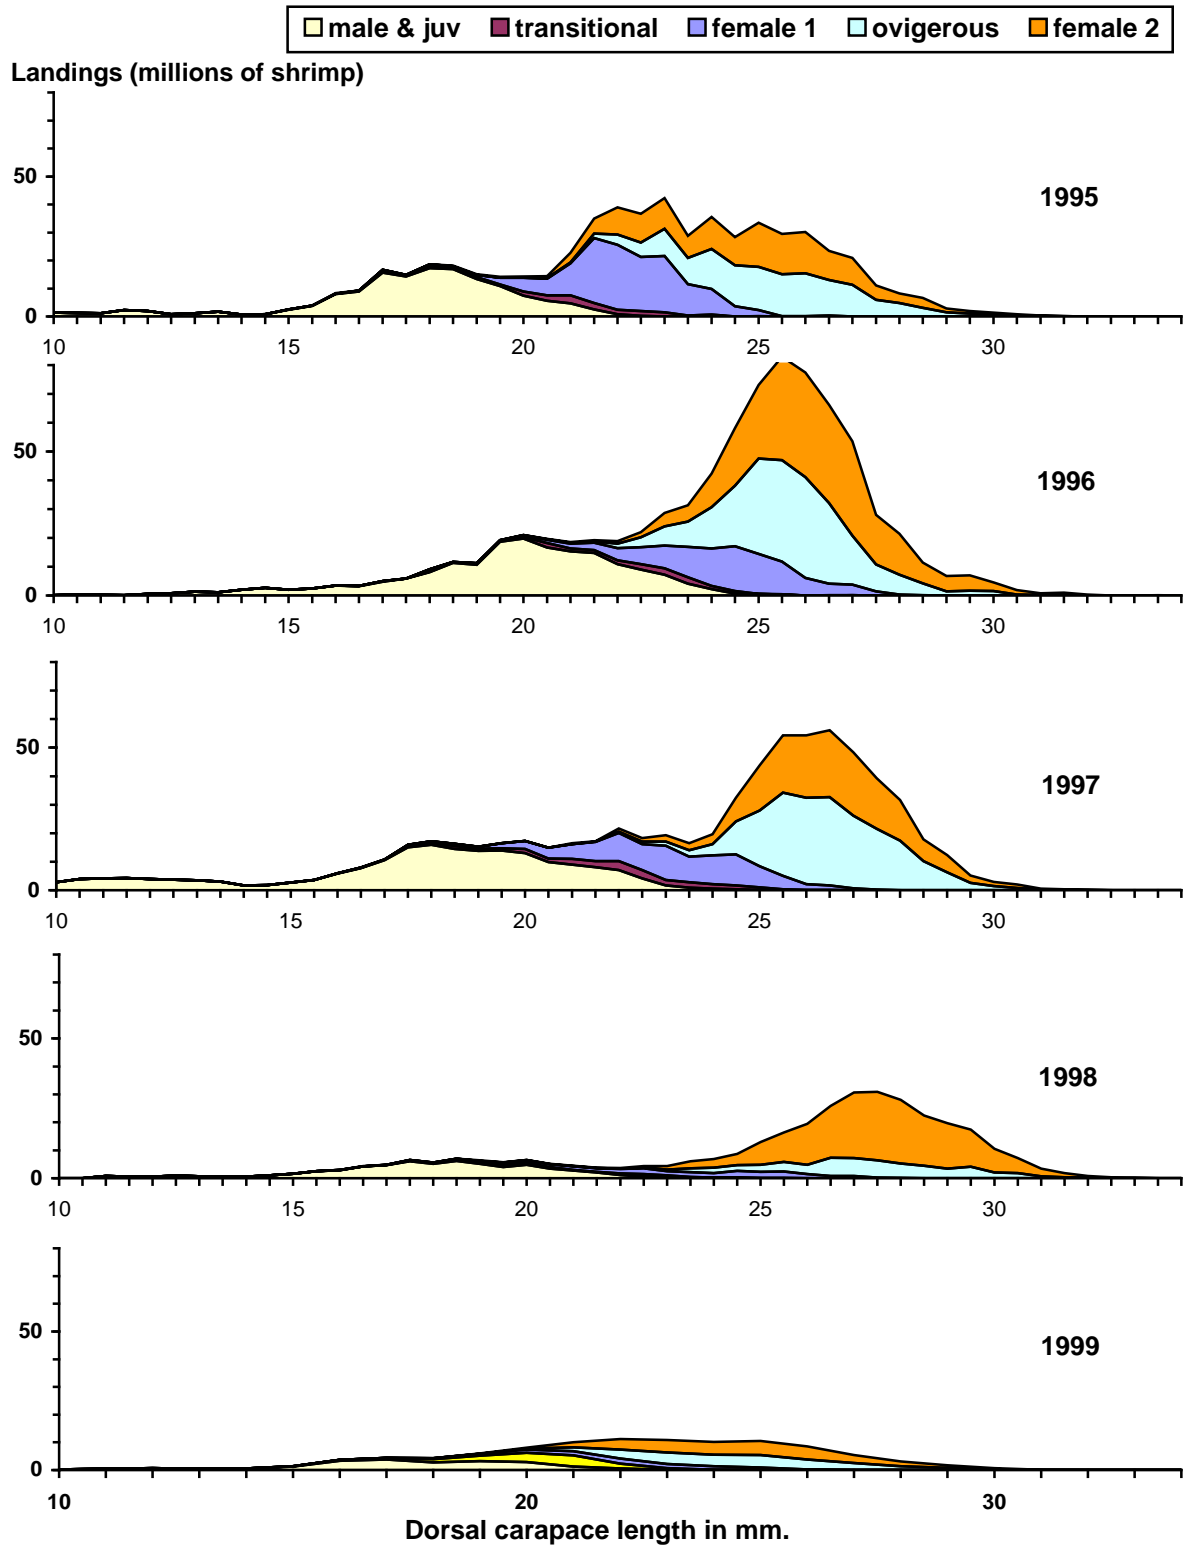 male & juv transitional female 1 ovigerous female 2
Landings (millions of shrimp)
50
1995
0
10 15 20 25 30
50
1996
0
10 15 20 25 30
50
1997
0
10 15 20 25 30
50
1998
0
10 15 20 25 30
50
1999
0
10 20 30
Dorsal carapace length in mm.